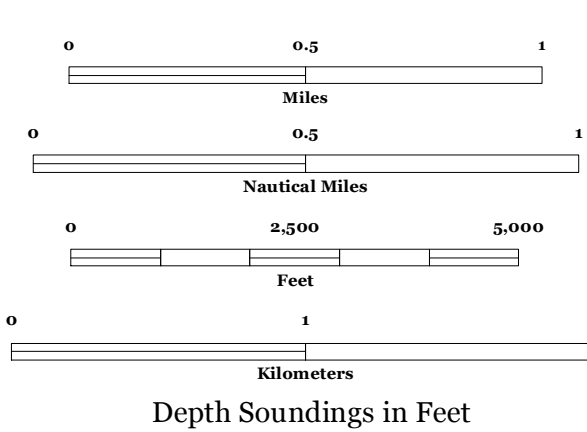 0 0.5 1
Miles
0 0.5 1
Nautical Miles
0 2,500 5,000
Feet
0 1
Kilometers
Depth Soundings in Feet